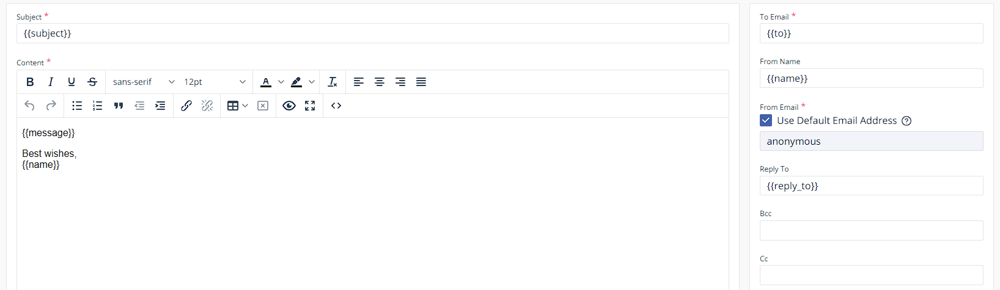 Subject *
{{subject}}
Content *
B I U S sans-serif 12pt A Tx
{{message}}
Best wishes,
{{name}}
To Email *
{{to}}
From Name
{{name}}
From Email *
Use Default Email Address ?
anonymous
Reply To
{{reply_to}}
Bcc
Cc